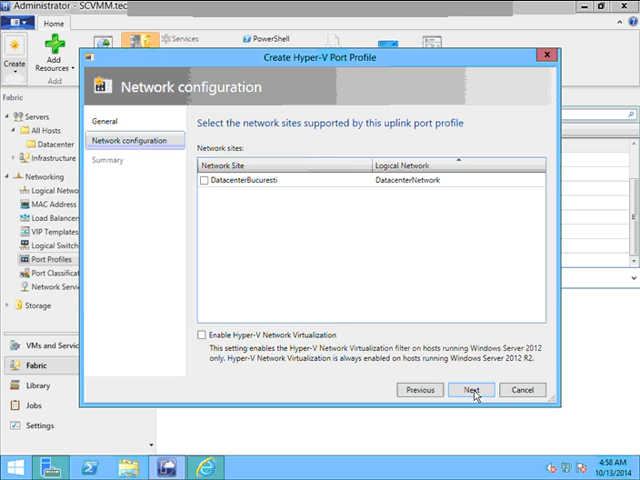 Administrator - SCVMM.tec
Home
Services
PowerShell
Create
Add
Resources
Add
Create Hyper-V Port Profile
Network configuration
Fabric
Servers
All Hosts
Datacenter
Infrastructure
Networking
Logical Netwo
MAC Address
Load Balancers
VIP Templates
Logical Switch
Port Profiles
Port Classificat
Network Servic
Storage
VMs and Servic
Fabric
Library
Jobs
Settings
General
Network configuration
Summary
Select the network sites supported by this uplink port profile
Network sites:
Network Site Logical Network
DatacenterBucuresti DatacenterNetwork
Enable Hyper-V Network Virtualization
This setting enables the Hyper-V Network Virtualization filter on hosts running Windows Server 2012
only. Hyper-V Network Virtualization is always enabled on hosts running Windows Server 2012 R2.
Previous Next Cancel
4:58 AM
10/13/2014